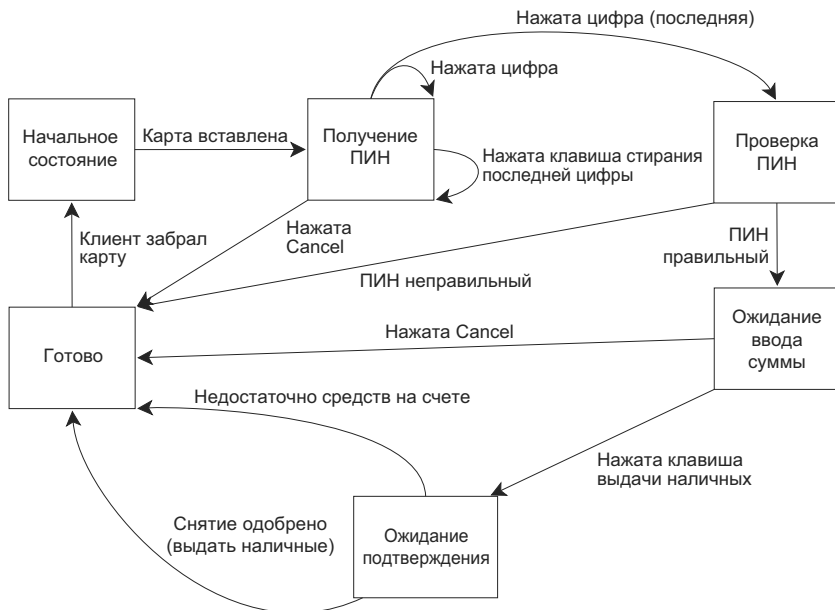 Нажата цифра (последняя)
Нажата цифра
Начальное
состояние
Карта вставлена
Получение
ПИН
Нажата клавиша стирания
последней цифры
Проверка
ПИН
Клиент забрал
карту
Нажата
Cancel
ПИН неправильный
ПИН
правильный
Готово
Нажата Cancel
Ожидание
ввода
суммы
Недостаточно средств на счете
Нажата клавиша
выдачи наличных
Снятие одобрено
(выдать наличные)
Ожидание
подтверждения